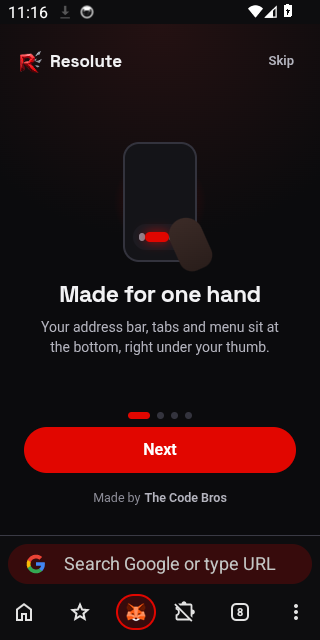 11:16
Resolute
Skip
Made for one hand
Your address bar, tabs and menu sit at
the bottom, right under your thumb.
Next
Made by The Code Bros
Search Google or type URL
8